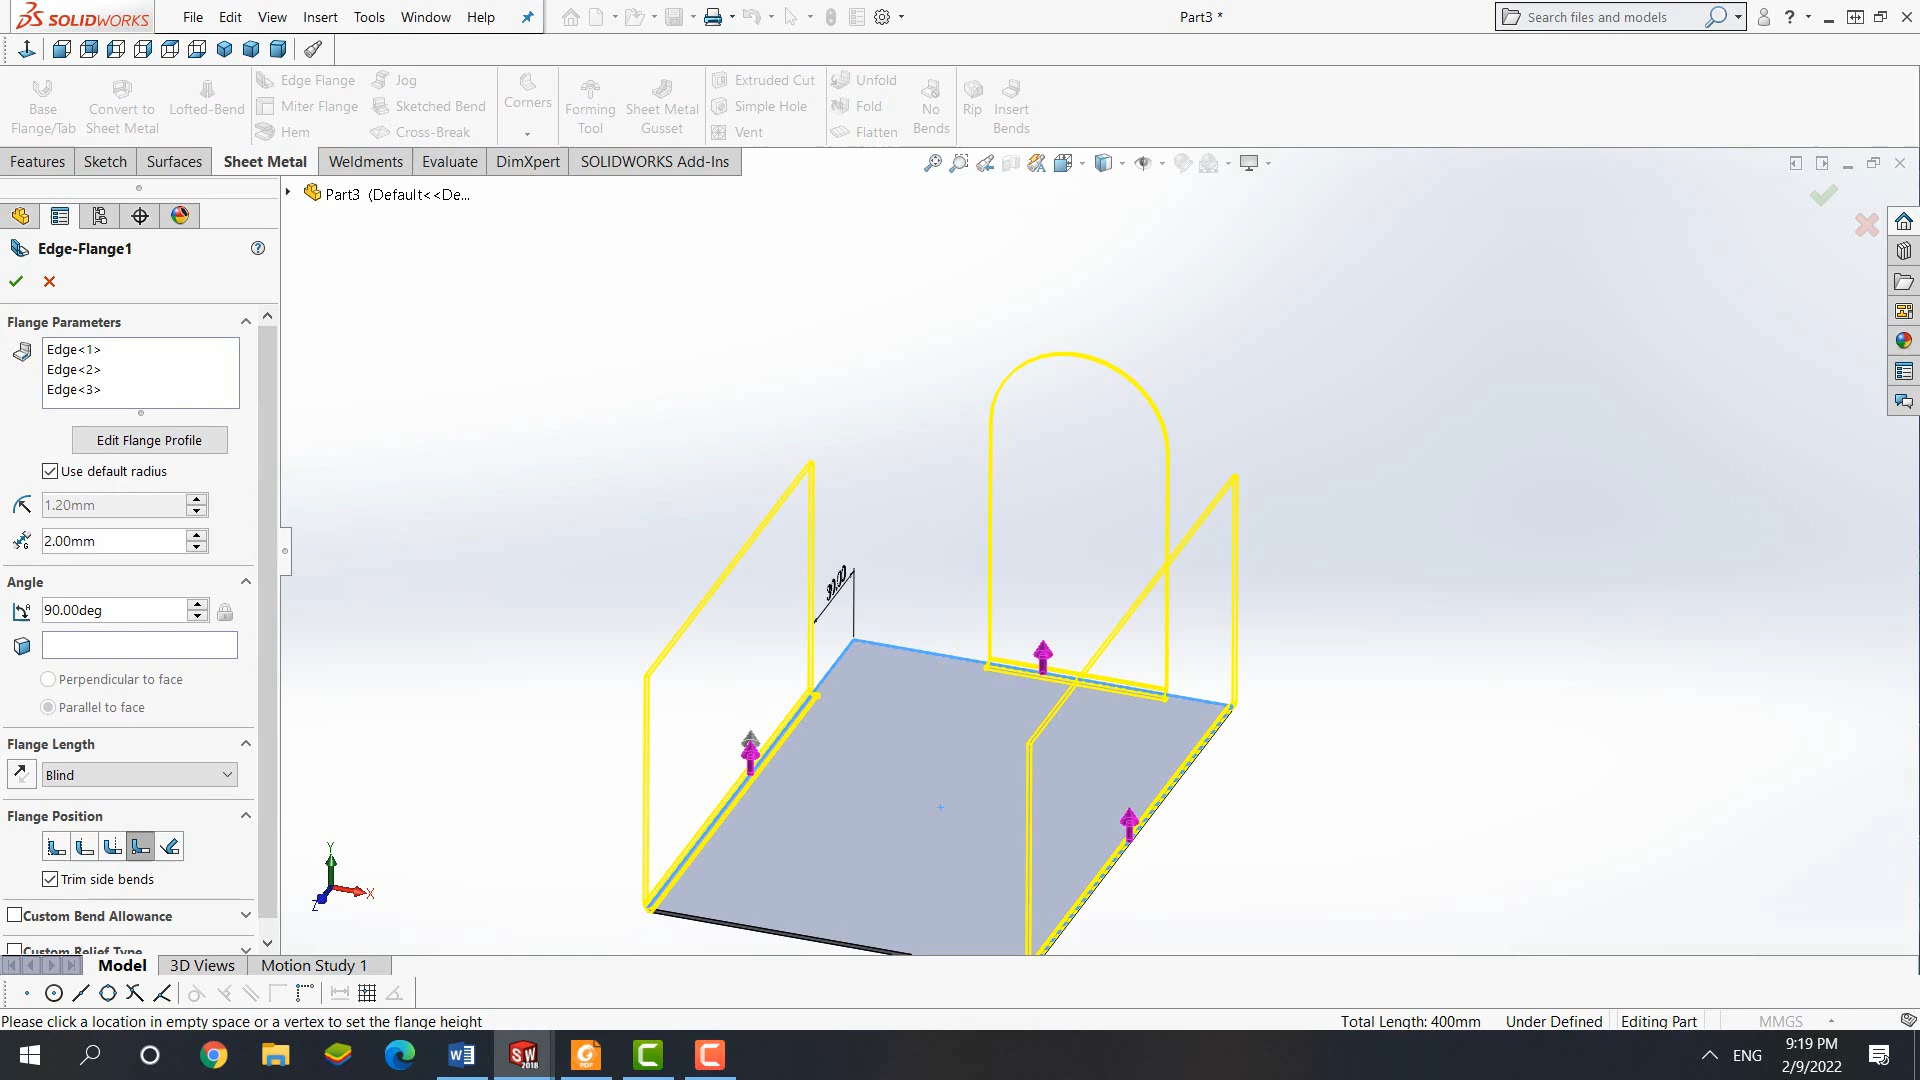 SOLIDWORKS
File Edit View Insert Tools Window Help
Part3 *
Search files and models
?
Base Flange/Tab
Convert to Sheet Metal
Lofted-Bend
Edge Flange
Miter Flange
Hem
Jog
Sketched Bend
Cross-Break
Corners
Forming Tool
Sheet Metal Gusset
Extruded Cut
Simple Hole
Vent
Unfold
Fold
Flatten
No Bends
Rip
Insert Bends
Features Sketch Surfaces Sheet Metal Weldments Evaluate DimXpert SOLIDWORKS Add-Ins
Part3 (Default<<De...
Edge-Flange1
?
Flange Parameters
Edge<1>
Edge<2>
Edge<3>
Edit Flange Profile
Use default radius
1.20mm
2.00mm
Angle
90.00deg
Perpendicular to face
Parallel to face
Flange Length
Blind
Flange Position
Trim side bends
Custom Bend Allowance
Custom Relief Type
Y
X
Z
Model 3D Views Motion Study 1
Please click a location in empty space or a vertex to set the flange height
Total Length: 400mm Under Defined Editing Part MMGS
SW
2018
PDF
ENG
9:19 PM
2/9/2022